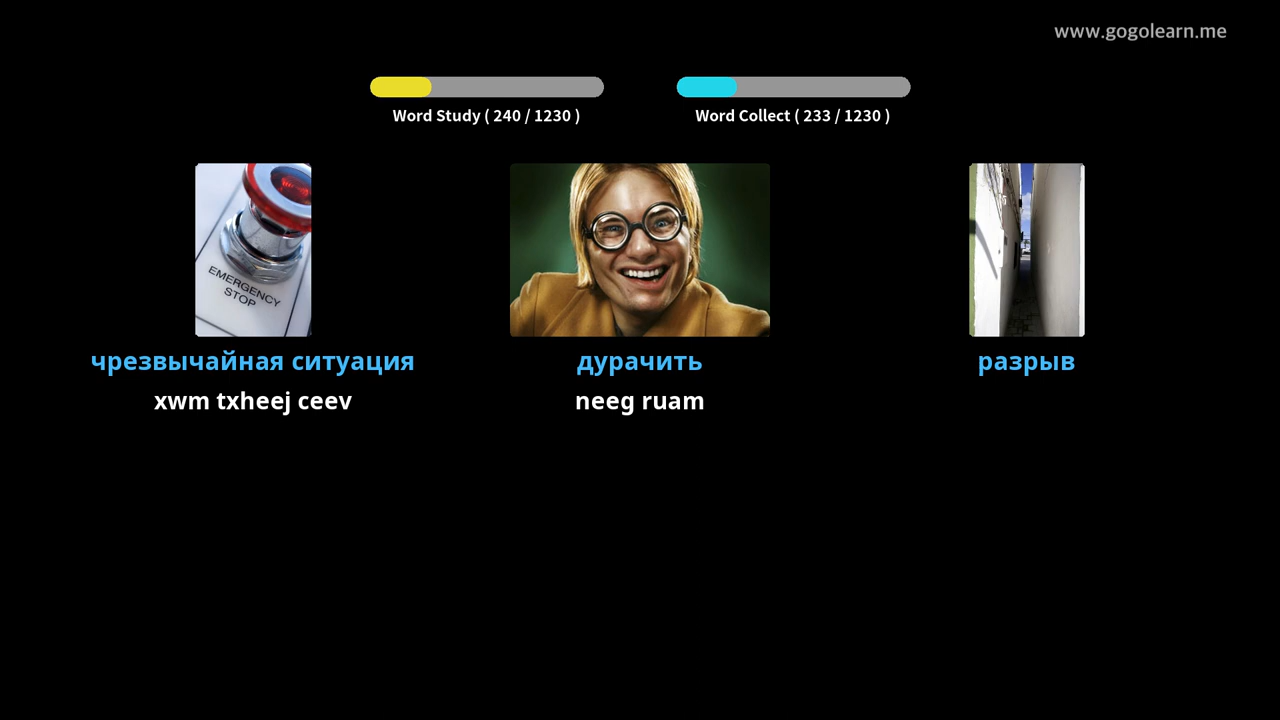 www.gogolearn.me
Word Study ( 240 / 1230 )
Word Collect ( 233 / 1230 )
EMERGENCY
STOP
чрезвычайная ситуация
дурачить
разрыв
xwm txheej ceev
neeg ruam